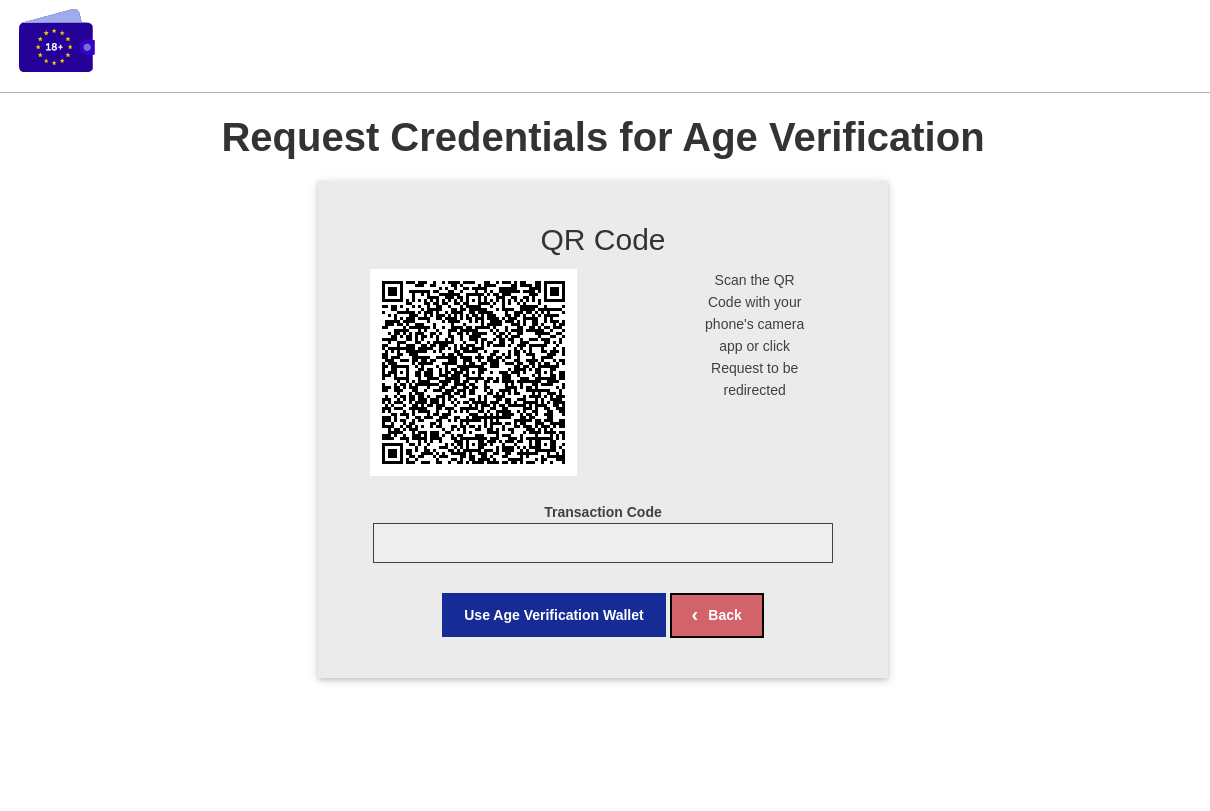 18+
Request Credentials for Age Verification
QR Code
Scan the QR
Code with your
phone's camera
app or click
Request to be
redirected
Transaction Code
Use Age Verification Wallet
‹ Back